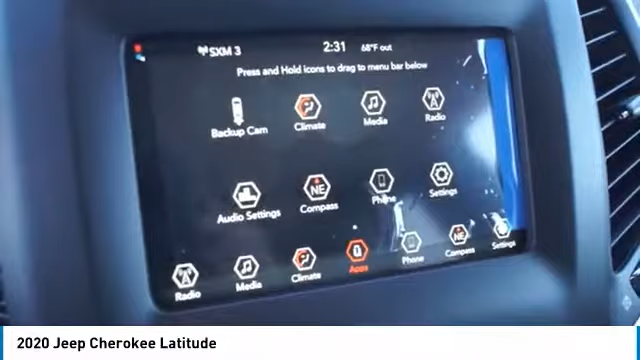 SXM 3 2:31 68°F out
Press and Hold icons to drag to menu bar below
Backup Cam Climate Media Radio
NE
Audio Settings Compass Phone Settings
NE
Radio Media Climate Apps Phone Compass Settings
2020 Jeep Cherokee Latitude